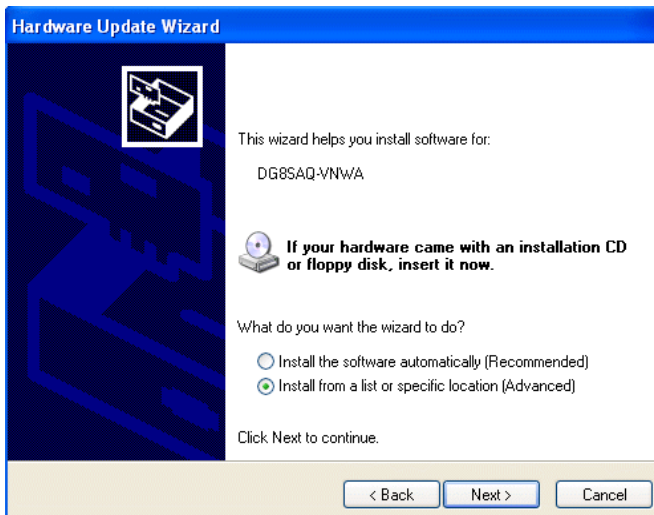 Hardware Update Wizard
This wizard helps you install software for:
DG8SAQ-VNWA
If your hardware came with an installation CD
or floppy disk, insert it now.
What do you want the wizard to do?
Install the software automatically (Recommended)
Install from a list or specific location (Advanced)
Click Next to continue.
< Back Next > Cancel